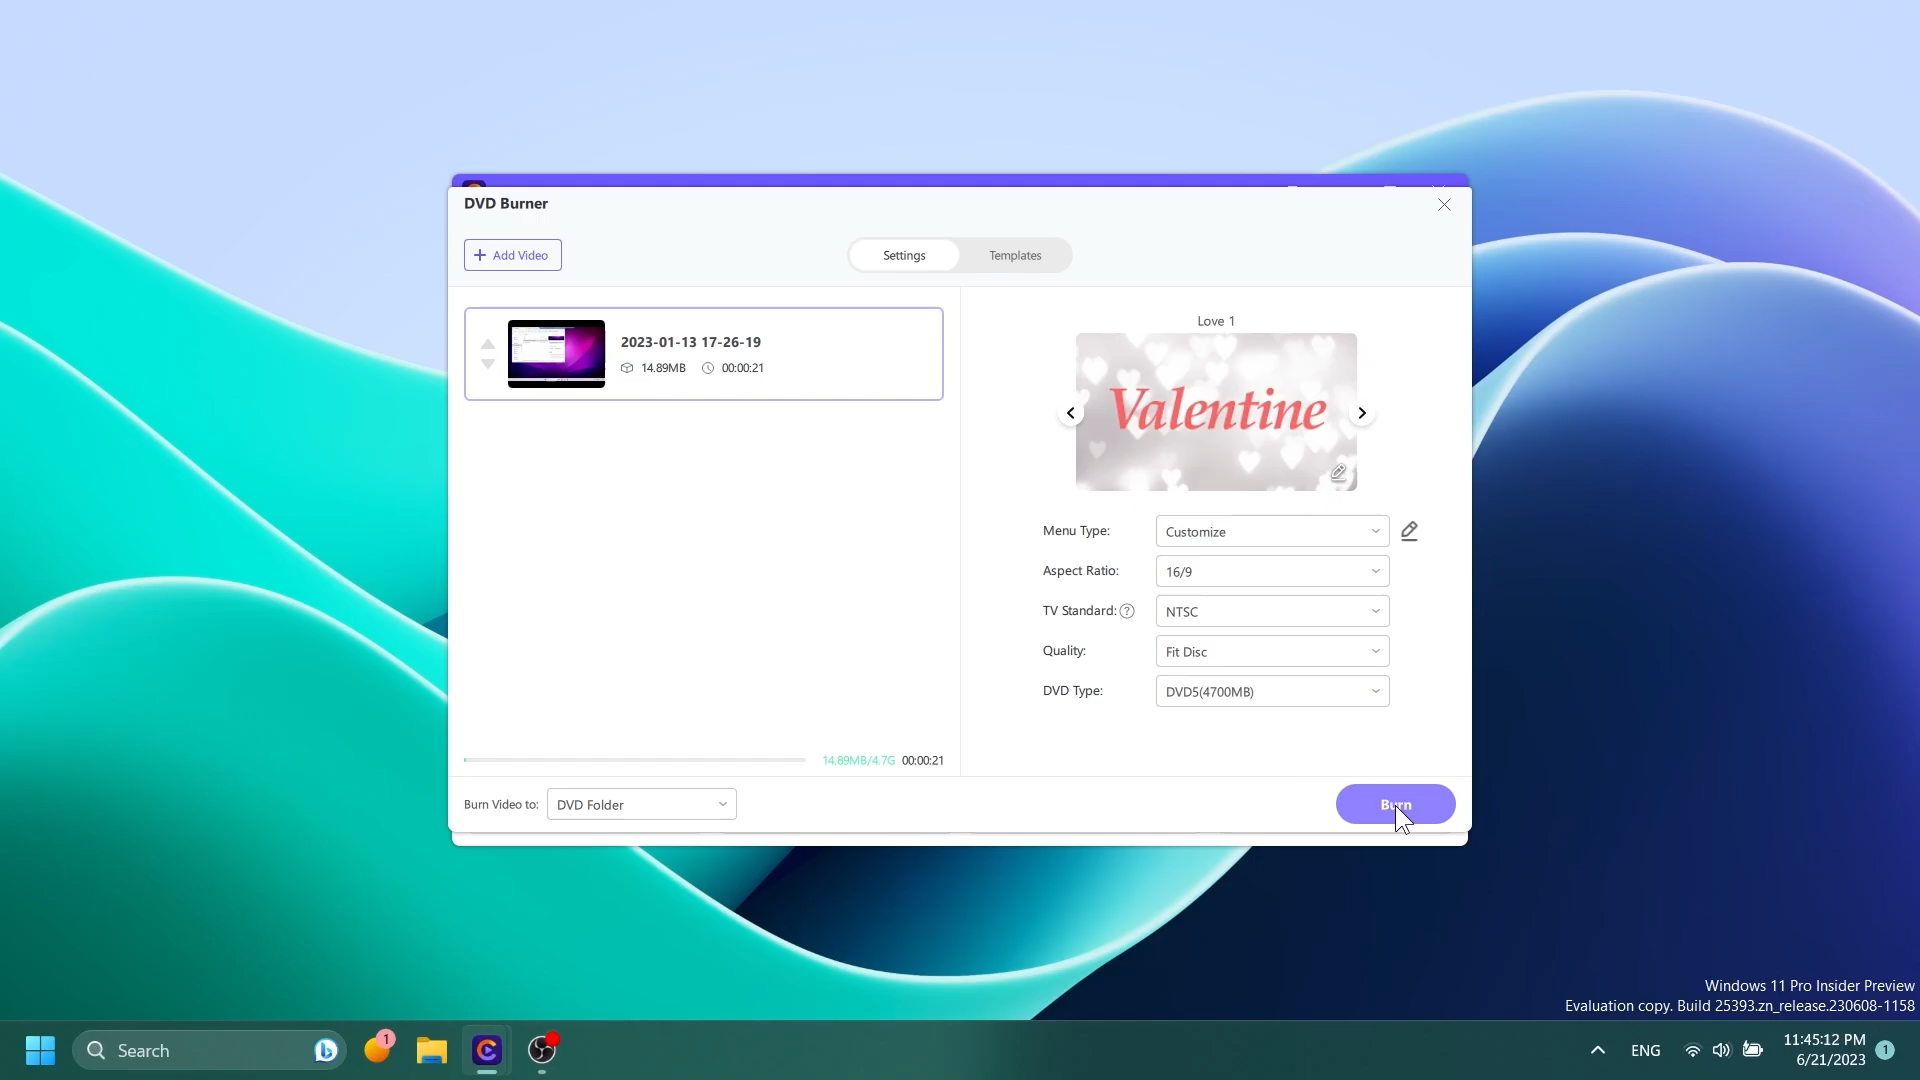 DVD Burner
Add Video
Settings
Templates
2023-01-13 17-26-19
14.89MB
00:00:21
Love 1
Valentine
Menu Type:
Customize
Aspect Ratio:
16/9
TV Standard:
?
NTSC
Quality:
Fit Disc
DVD Type:
DVD5(4700MB)
14.89MB/4.7G 00:00:21
Burn Video to:
DVD Folder
Burn
Windows 11 Pro Insider Preview
Evaluation copy. Build 25393.zn_release.230608-1158
Search
1
ENG
11:45:12 PM
6/21/2023
1